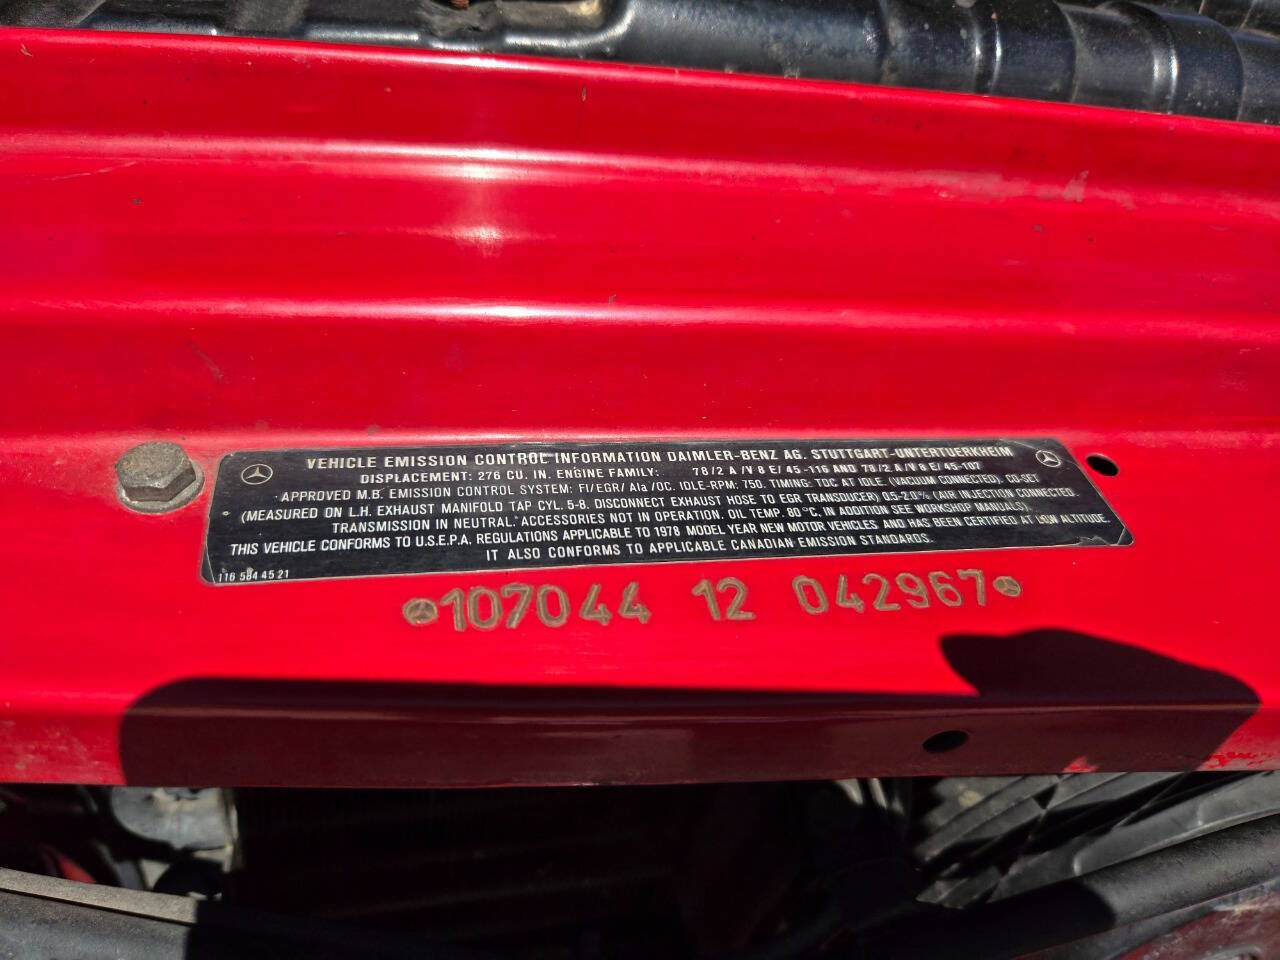 VEHICLE EMISSION CONTROL INFORMATION DAIMLER-BENZ AG. STUTTGART-UNTERTUERKHEIM
DISPLACEMENT: 276 CU. IN. ENGINE FAMILY: 78/2 A /V 8 E/ 45-116 AND 78/2 A /V 8 E/ 45-107
APPROVED M.B. EMISSION CONTROL SYSTEM: FI/EGR/ AIa /OC. IDLE-RPM: 750. TIMING: TDC AT IDLE. (VACUUM CONNECTED). CO-SET
(MEASURED ON L.H. EXHAUST MANIFOLD TAP CYL. 5-8. DISCONNECT EXHAUST HOSE TO EGR TRANSDUCER) 0.5-2.0% (AIR INJECTION CONNECTED.
TRANSMISSION IN NEUTRAL. ACCESSORIES NOT IN OPERATION. OIL TEMP. 80 °C, IN ADDITION SEE WORKSHOP MANUALS).
THIS VEHICLE CONFORMS TO U.S.E.P.A. REGULATIONS APPLICABLE TO 1978 MODEL YEAR NEW MOTOR VEHICLES AND HAS BEEN CERTIFIED AT LOW ALTITUDE.
IT ALSO CONFORMS TO APPLICABLE CANADIAN EMISSION STANDARDS.
116 584 45 21
107044 12 042967